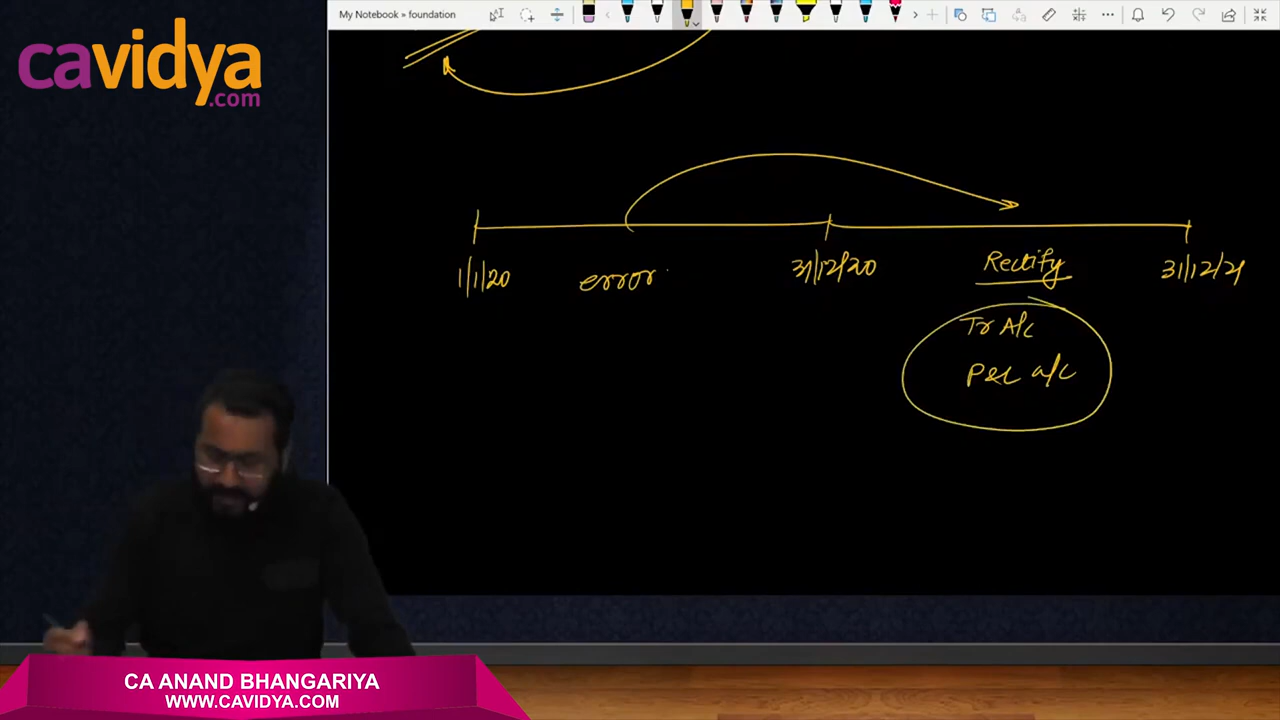 cavidya
.com
My Notebook » foundation
1/1/20
error
31/12/20
Rectify
31/12/21
Tr A/c
P&L a/c
CA ANAND BHANGARIYA
WWW.CAVIDYA.COM